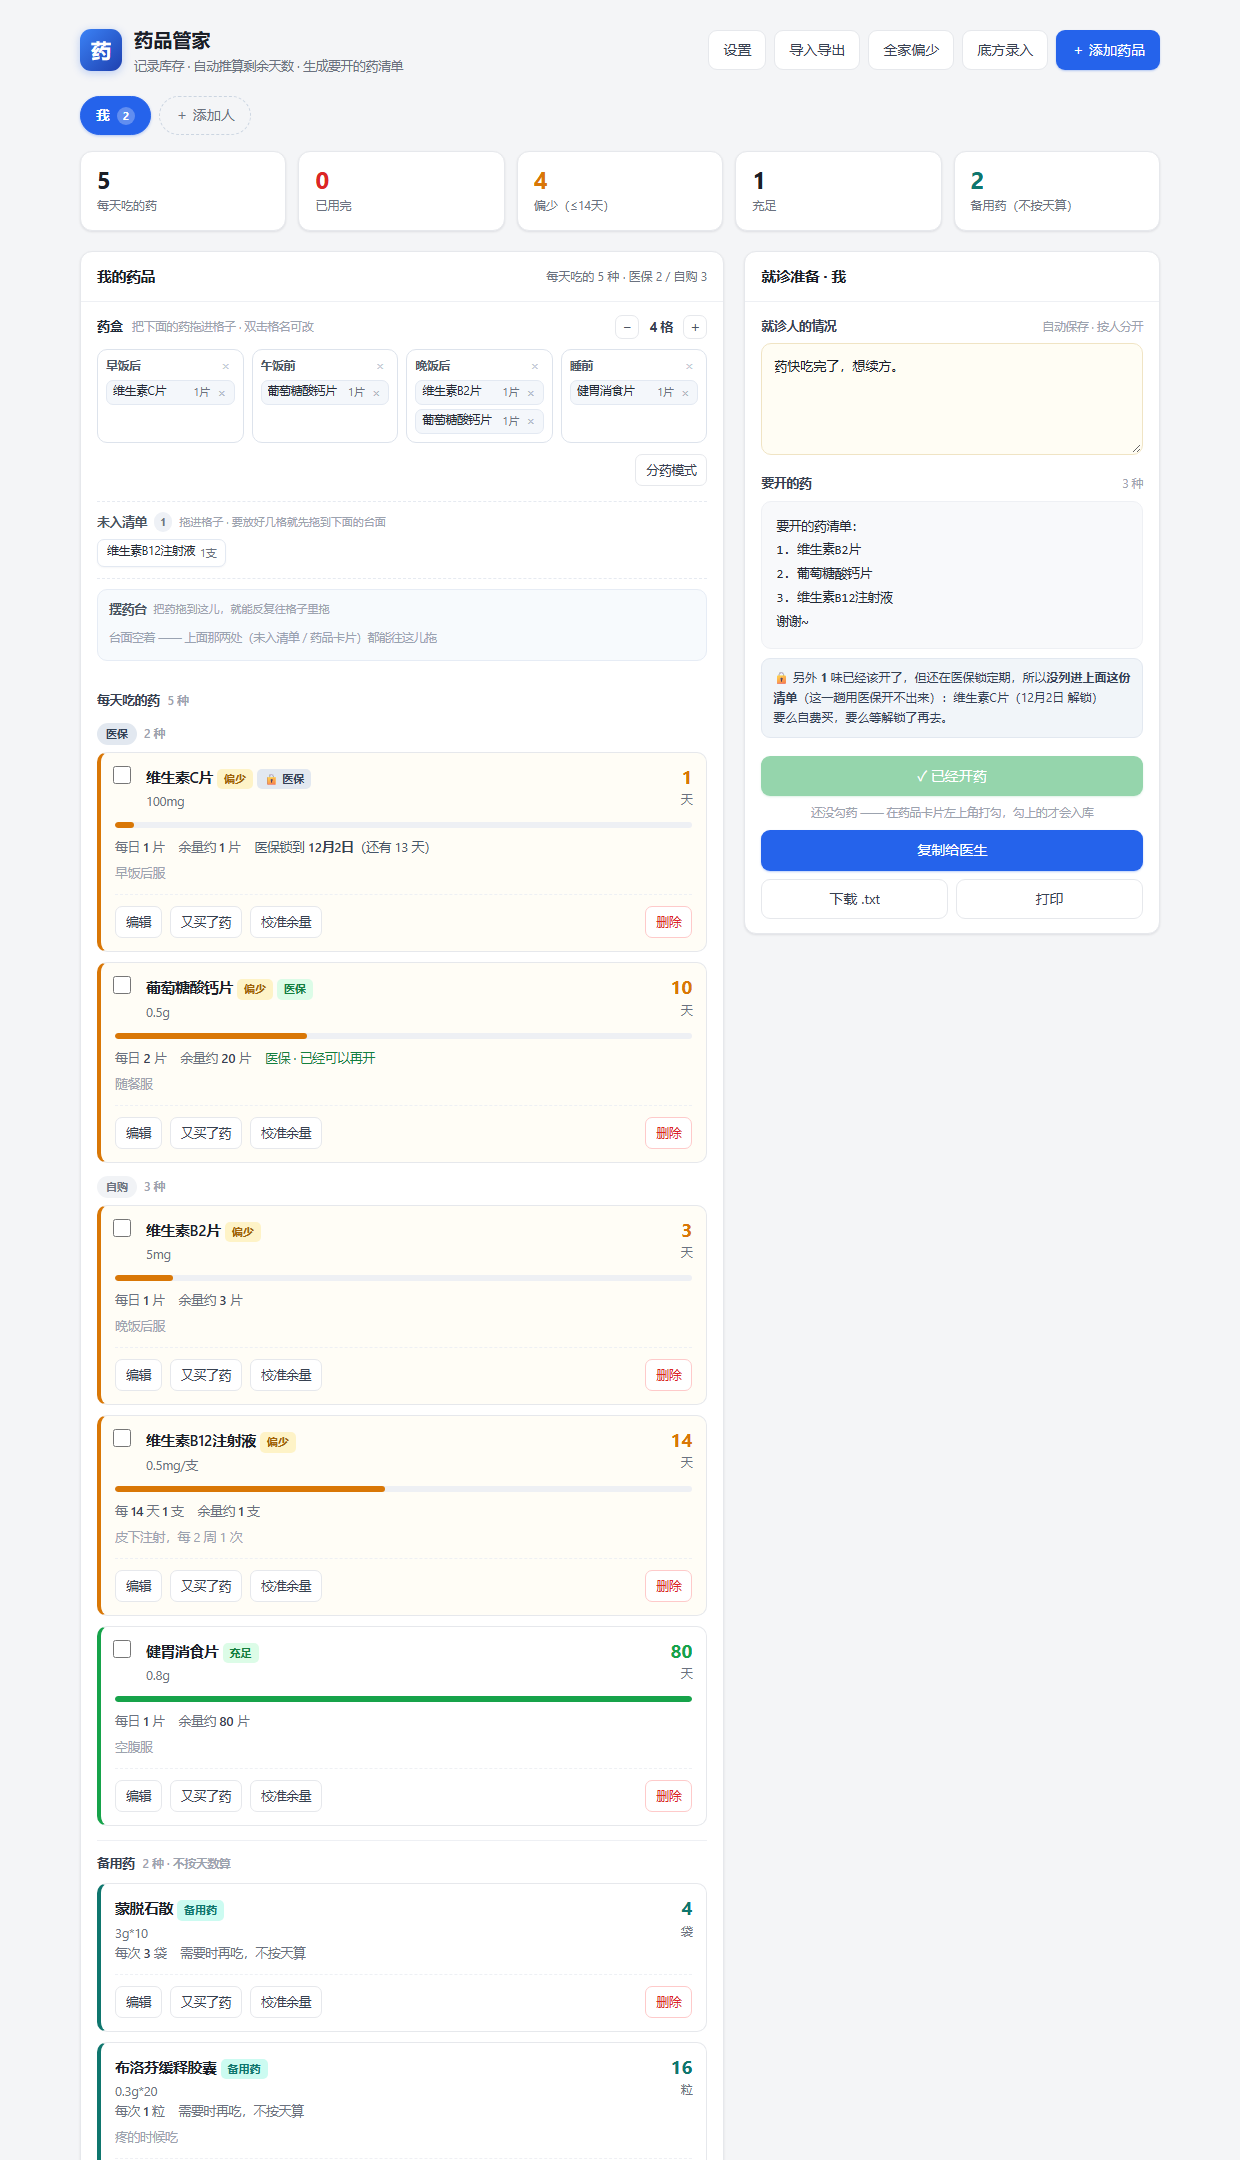 药 药品管家
记录库存 · 自动推算剩余天数 · 生成要开的药清单
设置 导入导出 全家偏少 底方录入 + 添加药品
我 2 + 添加人
5 每天吃的药
0 已用完
4 偏少（≤14天）
1 充足
2 备用药（不按天算）
我的药品 每天吃的 5 种 · 医保 2 / 自购 3
药盒 把下面的药拖进格子 · 双击格名可改 − 4 格 +
早饭后 ×
维生素C片 1片 ×
午饭前 ×
葡萄糖酸钙片 1片 ×
晚饭后 ×
维生素B2片 1片 ×
葡萄糖酸钙片 1片 ×
睡前 ×
健胃消食片 1片 ×
分药模式
未入清单 1 拖进格子 · 要放好几格就先拖到下面的台面
维生素B12注射液 1支
摆药台 把药拖到这儿，就能反复往格子里拖
台面空着 —— 上面那两处（未入清单 / 药品卡片）都能往这儿拖
每天吃的药 5 种
医保 2 种
维生素C片 偏少 🔒 医保 1 天
100mg
每日 1 片 余量约 1 片 医保锁到 12月2日（还有 13 天）
早饭后服
编辑 又买了药 校准余量 删除
葡萄糖酸钙片 偏少 医保 10 天
0.5g
每日 2 片 余量约 20 片 医保 · 已经可以再开
随餐服
编辑 又买了药 校准余量 删除
自购 3 种
维生素B2片 偏少 3 天
5mg
每日 1 片 余量约 3 片
晚饭后服
编辑 又买了药 校准余量 删除
维生素B12注射液 偏少 14 天
0.5mg/支
每 14 天 1 支 余量约 1 支
皮下注射，每 2 周 1 次
编辑 又买了药 校准余量 删除
健胃消食片 充足 80 天
0.8g
每日 1 片 余量约 80 片
空腹服
编辑 又买了药 校准余量 删除
备用药 2 种 · 不按天数算
蒙脱石散 备用药 4 袋
3g*10
每次 3 袋 需要时再吃，不按天算
编辑 又买了药 校准余量 删除
布洛芬缓释胶囊 备用药 16 粒
0.3g*20
每次 1 粒 需要时再吃，不按天算
疼的时候吃
就诊准备 · 我
就诊人的情况 自动保存 · 按人分开
药快吃完了，想续方。
要开的药 3 种
要开的药清单：
1. 维生素B2片
2. 葡萄糖酸钙片
3. 维生素B12注射液
谢谢~
🔒 另外 1 味已经该开了，但还在医保锁定期，所以没列进上面这份
清单（这一趟用医保开不出来）：维生素C片（12月2日 解锁）
要么自费买，要么等解锁了再去。
✓ 已经开药
还没勾药 —— 在药品卡片左上角打勾，勾上的才会入库
复制给医生
下载 .txt 打印